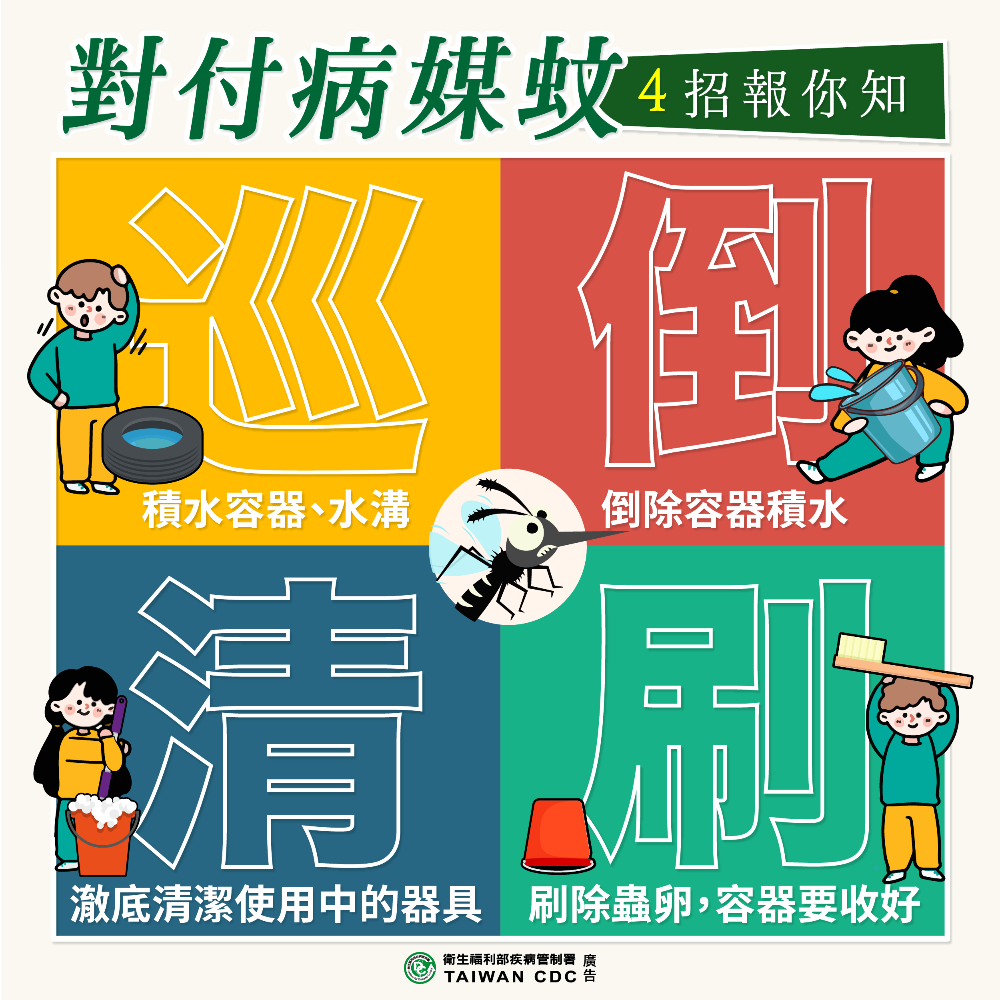 對付病媒蚊
4招報你知
巡
積水容器、水溝
倒
倒除容器積水
清
澈底清潔使用中的器具
刷
刷除蟲卵,容器要收好
衛生福利部疾病管制署
TAIWAN CDC
廣告